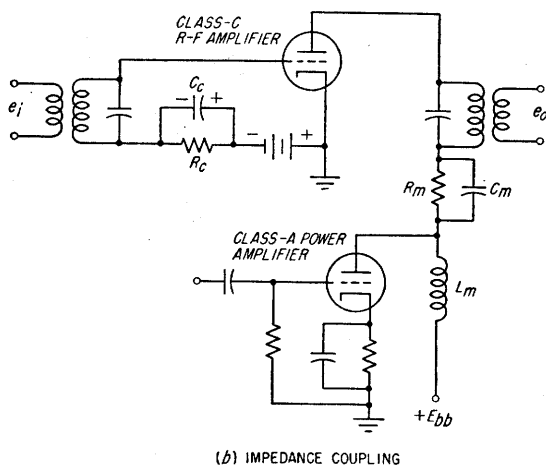 CLASS-C
R-F AMPLIFIER
e_i
C_c
- +
R_c
- +
e_o
R_m
C_m
CLASS-A POWER
AMPLIFIER
L_m
+E_bb
(b) IMPEDANCE COUPLING